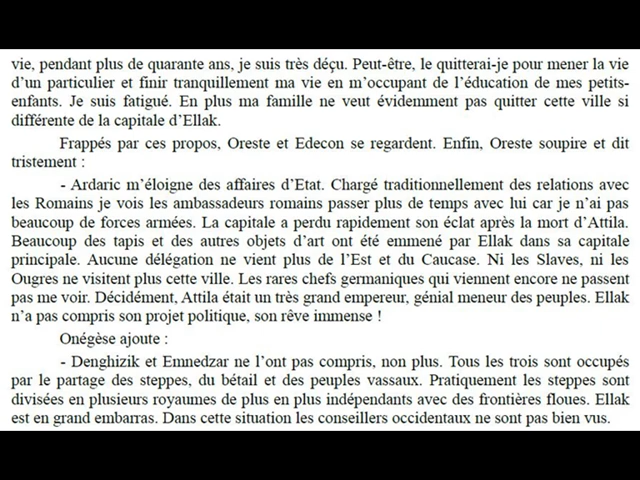 vie, pendant plus de quarante ans, je suis très déçu. Peut-être, le quitterai-je pour mener la vie
d’un particulier et finir tranquillement ma vie en m’occupant de l’éducation de mes petits-
enfants. Je suis fatigué. En plus ma famille ne veut évidemment pas quitter cette ville si
différente de la capitale d’Ellak.
Frappés par ces propos, Oreste et Edecon se regardent. Enfin, Oreste soupire et dit
tristement :
- Ardaric m’éloigne des affaires d’Etat. Chargé traditionnellement des relations avec
les Romains je vois les ambassadeurs romains passer plus de temps avec lui car je n’ai pas
beaucoup de forces armées. La capitale a perdu rapidement son éclat après la mort d’Attila.
Beaucoup des tapis et des autres objets d’art ont été emmené par Ellak dans sa capitale
principale. Aucune délégation ne vient plus de l’Est et du Caucase. Ni les Slaves, ni les
Ougres ne visitent plus cette ville. Les rares chefs germaniques qui viennent encore ne passent
pas me voir. Décidément, Attila était un très grand empereur, génial meneur des peuples. Ellak
n’a pas compris son projet politique, son rêve immense !
Onégèse ajoute :
- Denghizik et Emnedzar ne l’ont pas compris, non plus. Tous les trois sont occupés
par le partage des steppes, du bétail et des peuples vassaux. Pratiquement les steppes sont
divisées en plusieurs royaumes de plus en plus indépendants avec des frontières floues. Ellak
est en grand embarras. Dans cette situation les conseillers occidentaux ne sont pas bien vus.